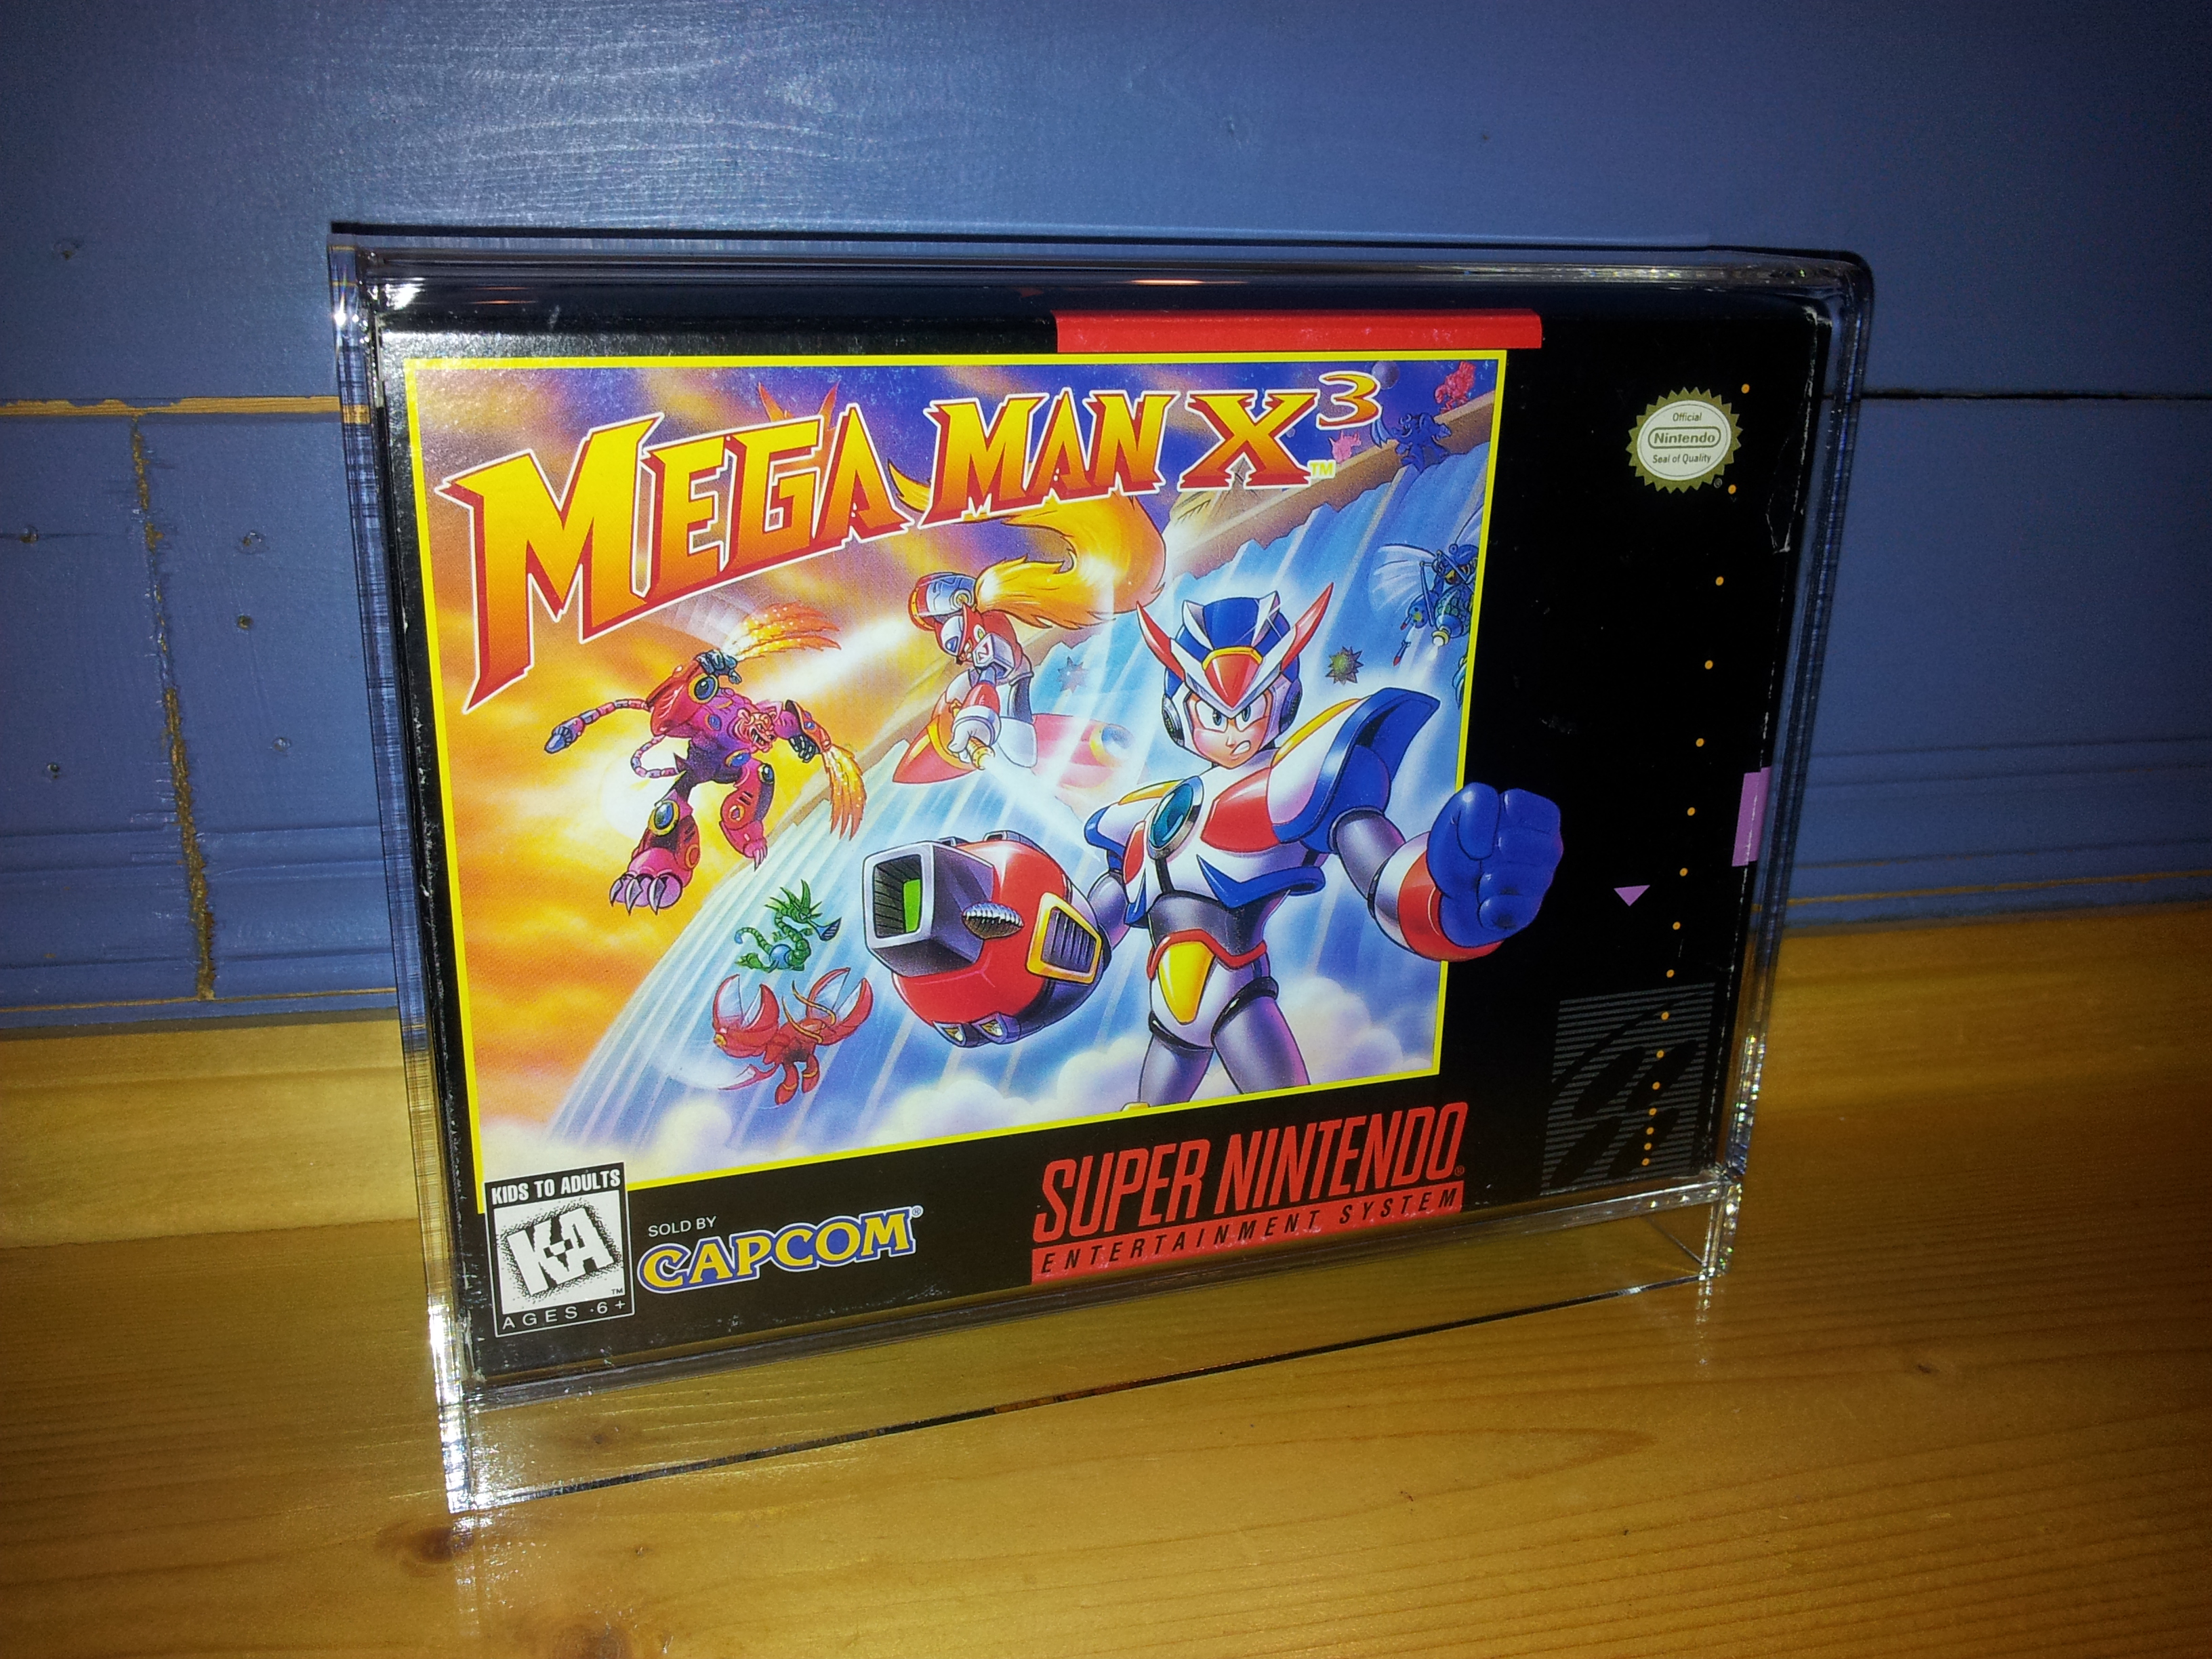 MEGA MAN X3™
Official
Nintendo
Seal of Quality
KIDS TO ADULTS
K-A
™
AGES 6+
SOLD BY
CAPCOM®
SUPER NINTENDO®
ENTERTAINMENT SYSTEM